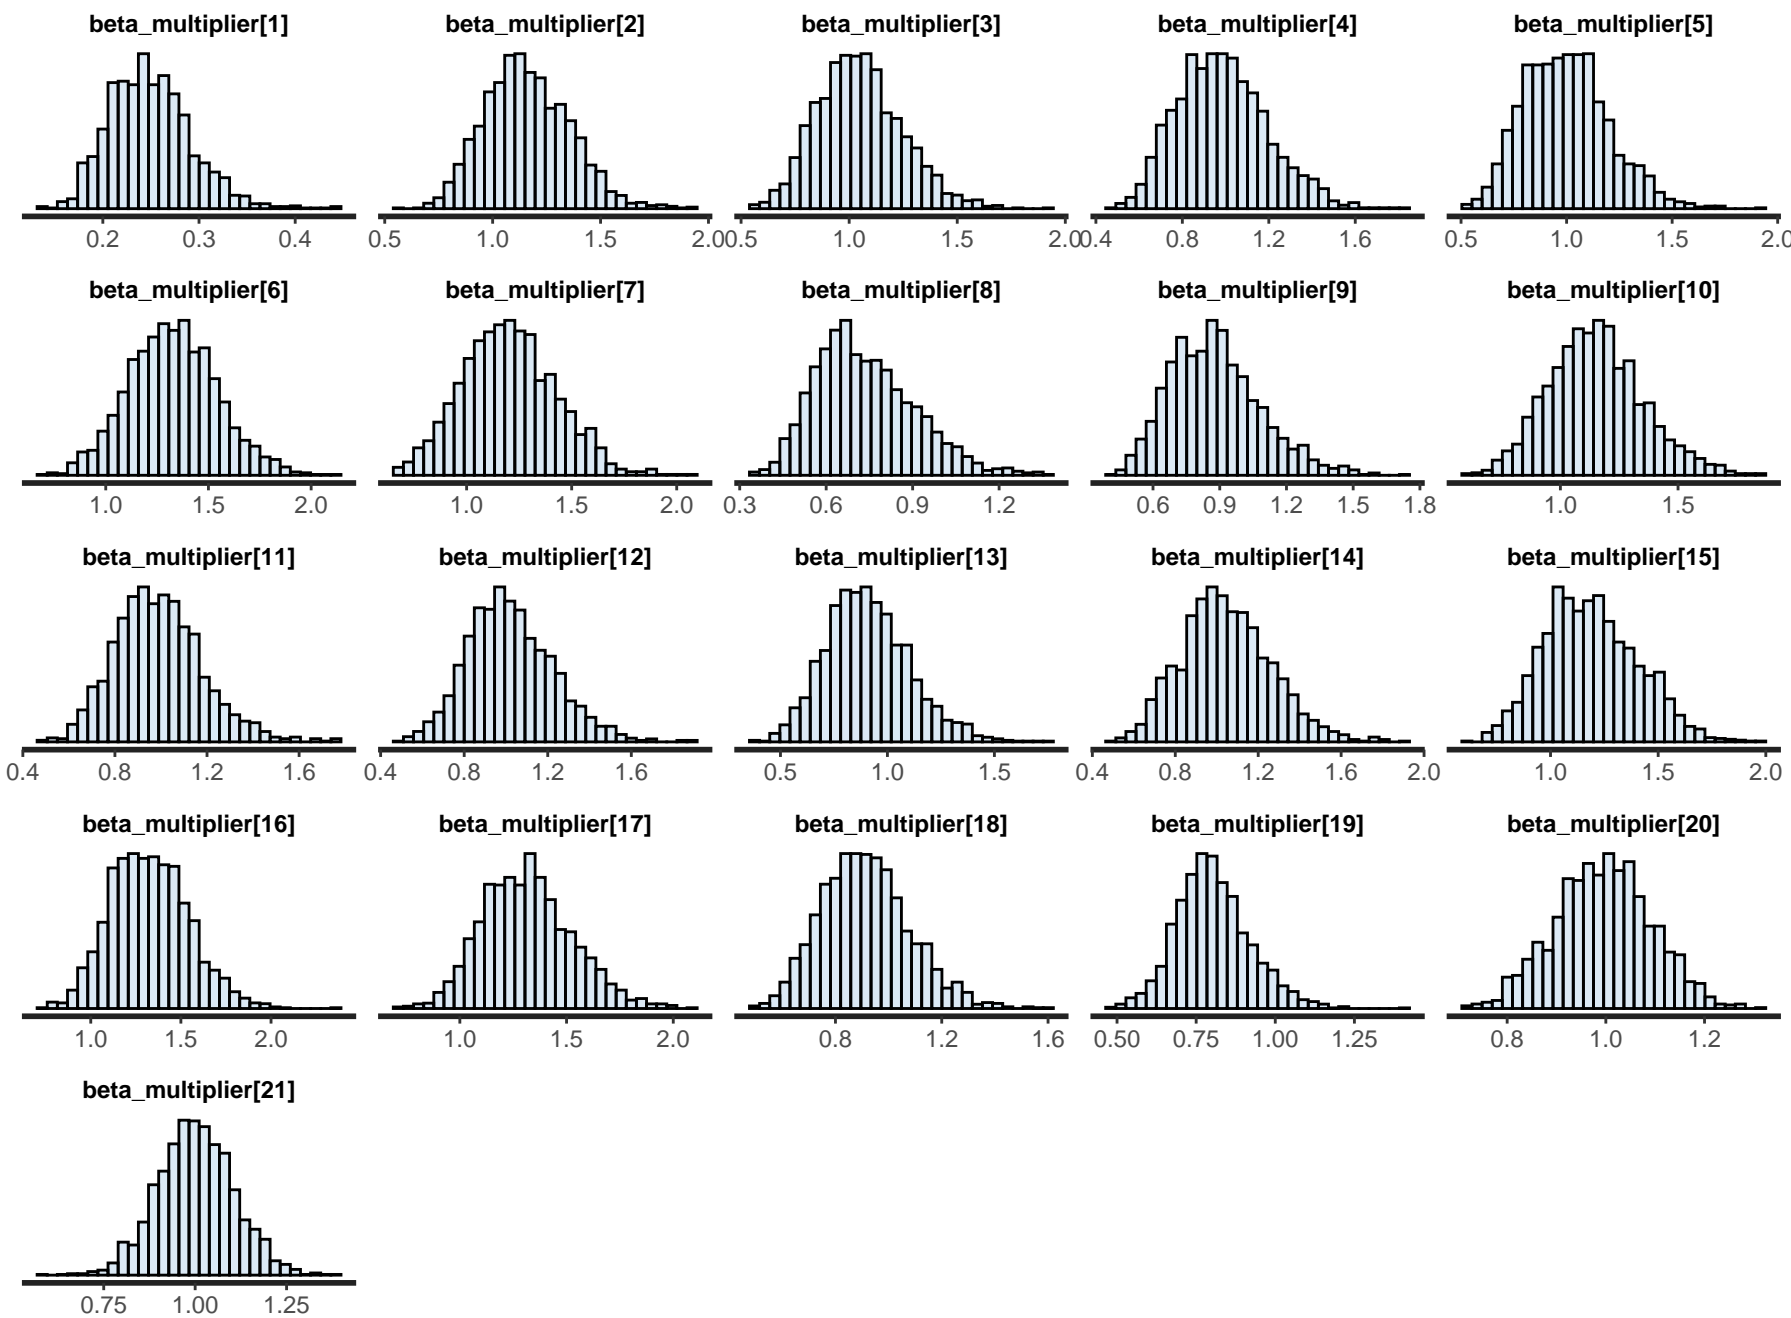 beta_multiplier[1] beta_multiplier[2] beta_multiplier[3] beta_multiplier[4] beta_multiplier[5]
0.2 0.3 0.4 0.5 1.0 1.5 2.0 0.5 1.0 1.5 2.0 0.4 0.8 1.2 1.6 0.5 1.0 1.5 2.0
beta_multiplier[6] beta_multiplier[7] beta_multiplier[8] beta_multiplier[9] beta_multiplier[10]
1.0 1.5 2.0 1.0 1.5 2.0 0.3 0.6 0.9 1.2 0.6 0.9 1.2 1.5 1.8 1.0 1.5
beta_multiplier[11] beta_multiplier[12] beta_multiplier[13] beta_multiplier[14] beta_multiplier[15]
0.4 0.8 1.2 1.6 0.4 0.8 1.2 1.6 0.5 1.0 1.5 0.4 0.8 1.2 1.6 2.0 1.0 1.5 2.0
beta_multiplier[16] beta_multiplier[17] beta_multiplier[18] beta_multiplier[19] beta_multiplier[20]
1.0 1.5 2.0 1.0 1.5 2.0 0.8 1.2 1.6 0.50 0.75 1.00 1.25 0.8 1.0 1.2
beta_multiplier[21]
0.75 1.00 1.25